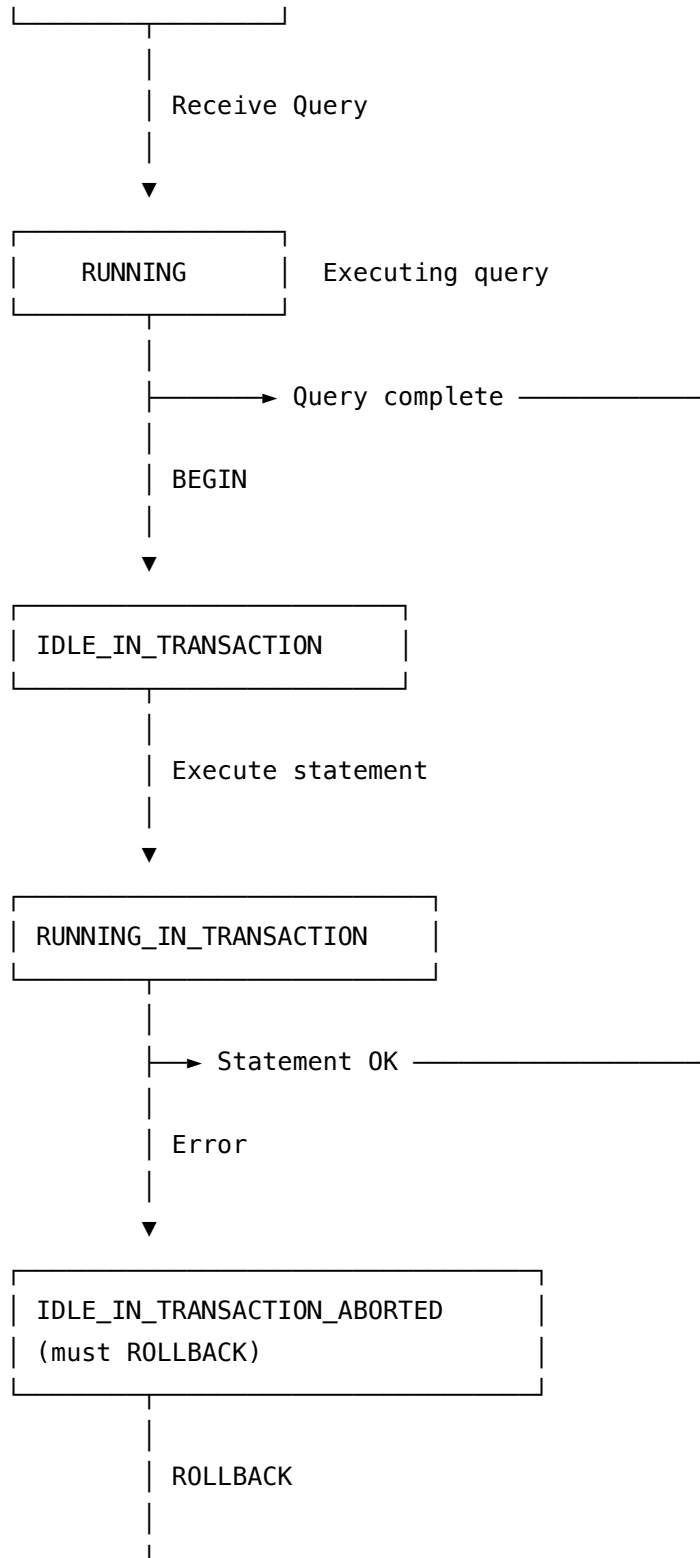 Receive Query
RUNNING Executing query
Query complete
BEGIN
IDLE_IN_TRANSACTION
Execute statement
RUNNING_IN_TRANSACTION
Statement OK
Error
IDLE_IN_TRANSACTION_ABORTED
(must ROLLBACK)
ROLLBACK